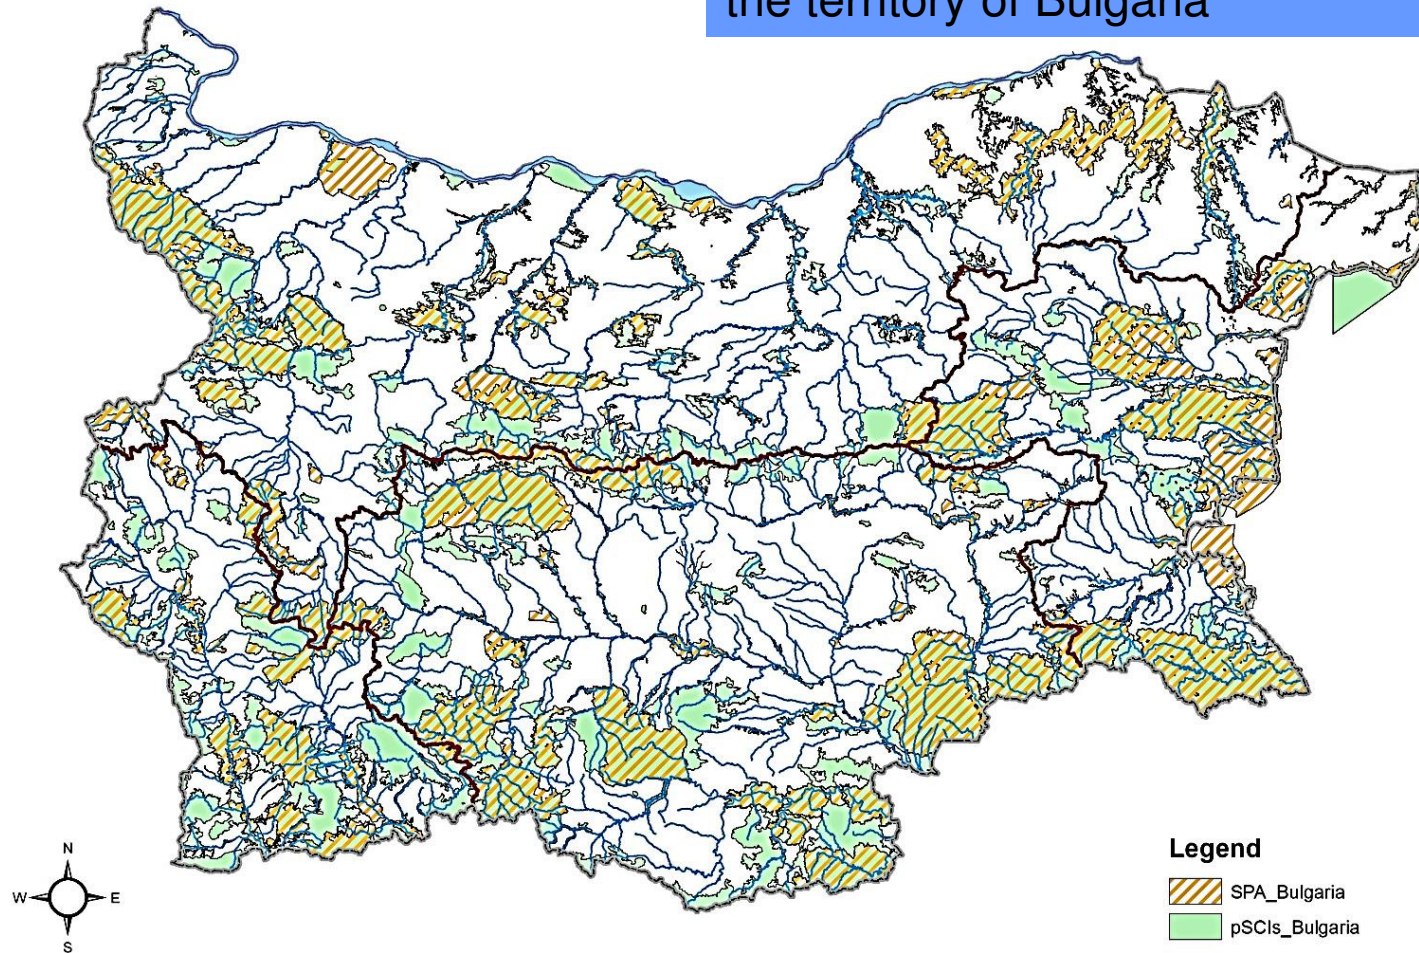 the territory of Bulgaria
N
W
E
S
Legend
SPA_Bulgaria
pSCIs_Bulgaria